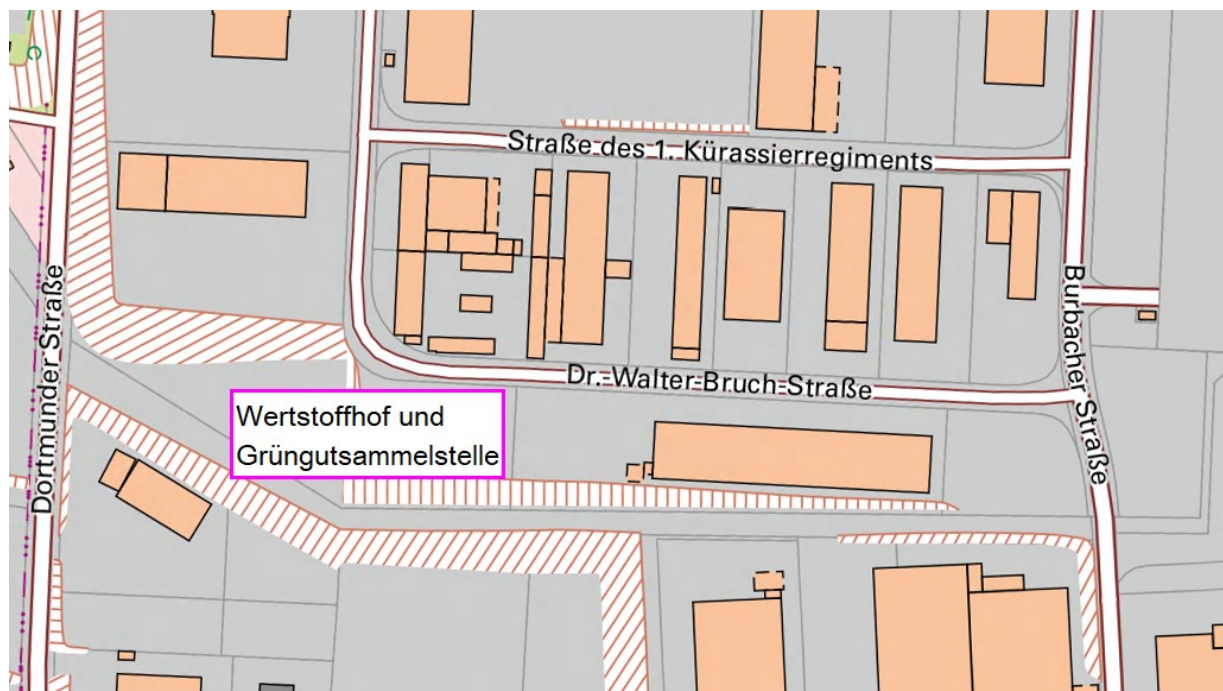 Straße des 1. Kürassierregiments
Dortmunder Straße
Burbacher Straße
Dr.-Walter-Bruch-Straße
Wertstoffhof und
Grüngutsammelstelle